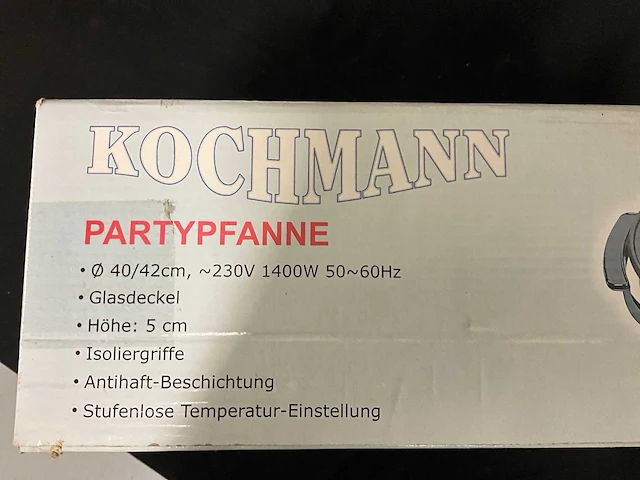 KOCHMANN
PARTYPFANNE
• Ø 40/42cm, ~230V 1400W 50~60Hz
• Glasdeckel
• Höhe: 5 cm
• Isoliergriffe
• Antihaft-Beschichtung
• Stufenlose Temperatur-Einstellung